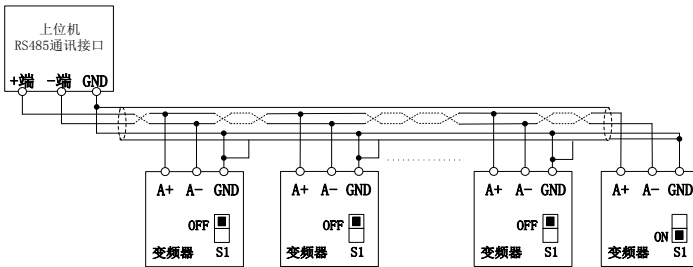 上位机
RS485通讯接口
+端 -端 GND
A+ A- GND
OFF
变频器 S1
A+ A- GND
OFF
变频器 S1
A+ A- GND
OFF
变频器 S1
A+ A- GND
ON
变频器 S1